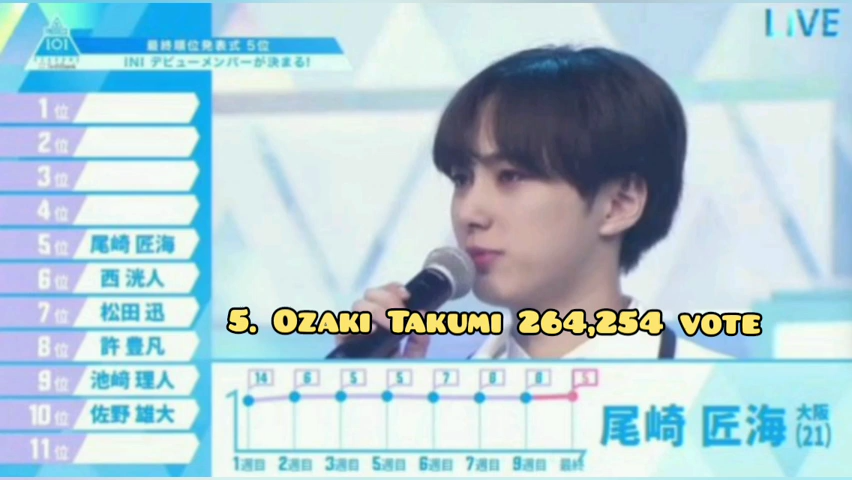 101
LIVE
最終順位発表式 5位
INI デビューメンバーが決まる!
1位
2位
3位
4位
5位 尾崎 匠海
6位 西 洸人
7位 松田 迅
8位 許 豊凡
9位 池﨑 理人
10位 佐野 雄大
11位
5. Ozaki Takumi 264,254 vote
14 6 5 5 7 8 8 5
1
1週目 2週目 3週目 5週目 6週目 7週目 9週目 最終
尾崎 匠海 大阪
(21)